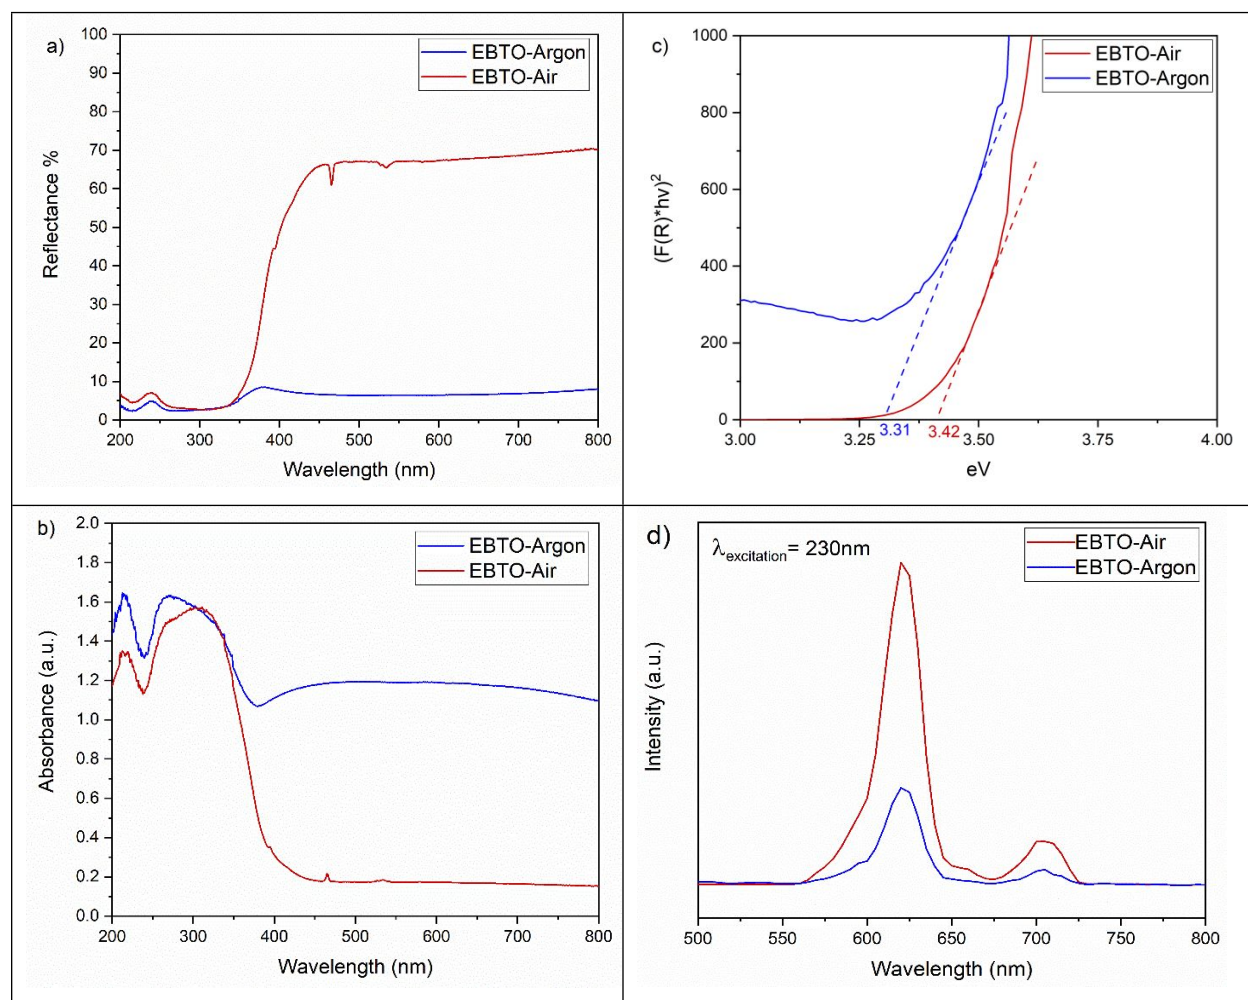 a)
EBTO-Argon
EBTO-Air
100
90
80
70
60
50
40
30
20
10
0
Reflectance %
200 300 400 500 600 700 800
Wavelength (nm)
c)
EBTO-Air
EBTO-Argon
1000
800
600
400
200
0
(F(R)*hv)²
3.31
3.42
3.00 3.25 3.50 3.75 4.00
eV
b)
EBTO-Argon
EBTO-Air
2.0
1.8
1.6
1.4
1.2
1.0
0.8
0.6
0.4
0.2
0.0
Absorbance (a.u.)
200 300 400 500 600 700 800
Wavelength (nm)
d)
λexcitation= 230nm
EBTO-Air
EBTO-Argon
Intensity (a.u.)
500 550 600 650 700 750 800
Wavelength (nm)